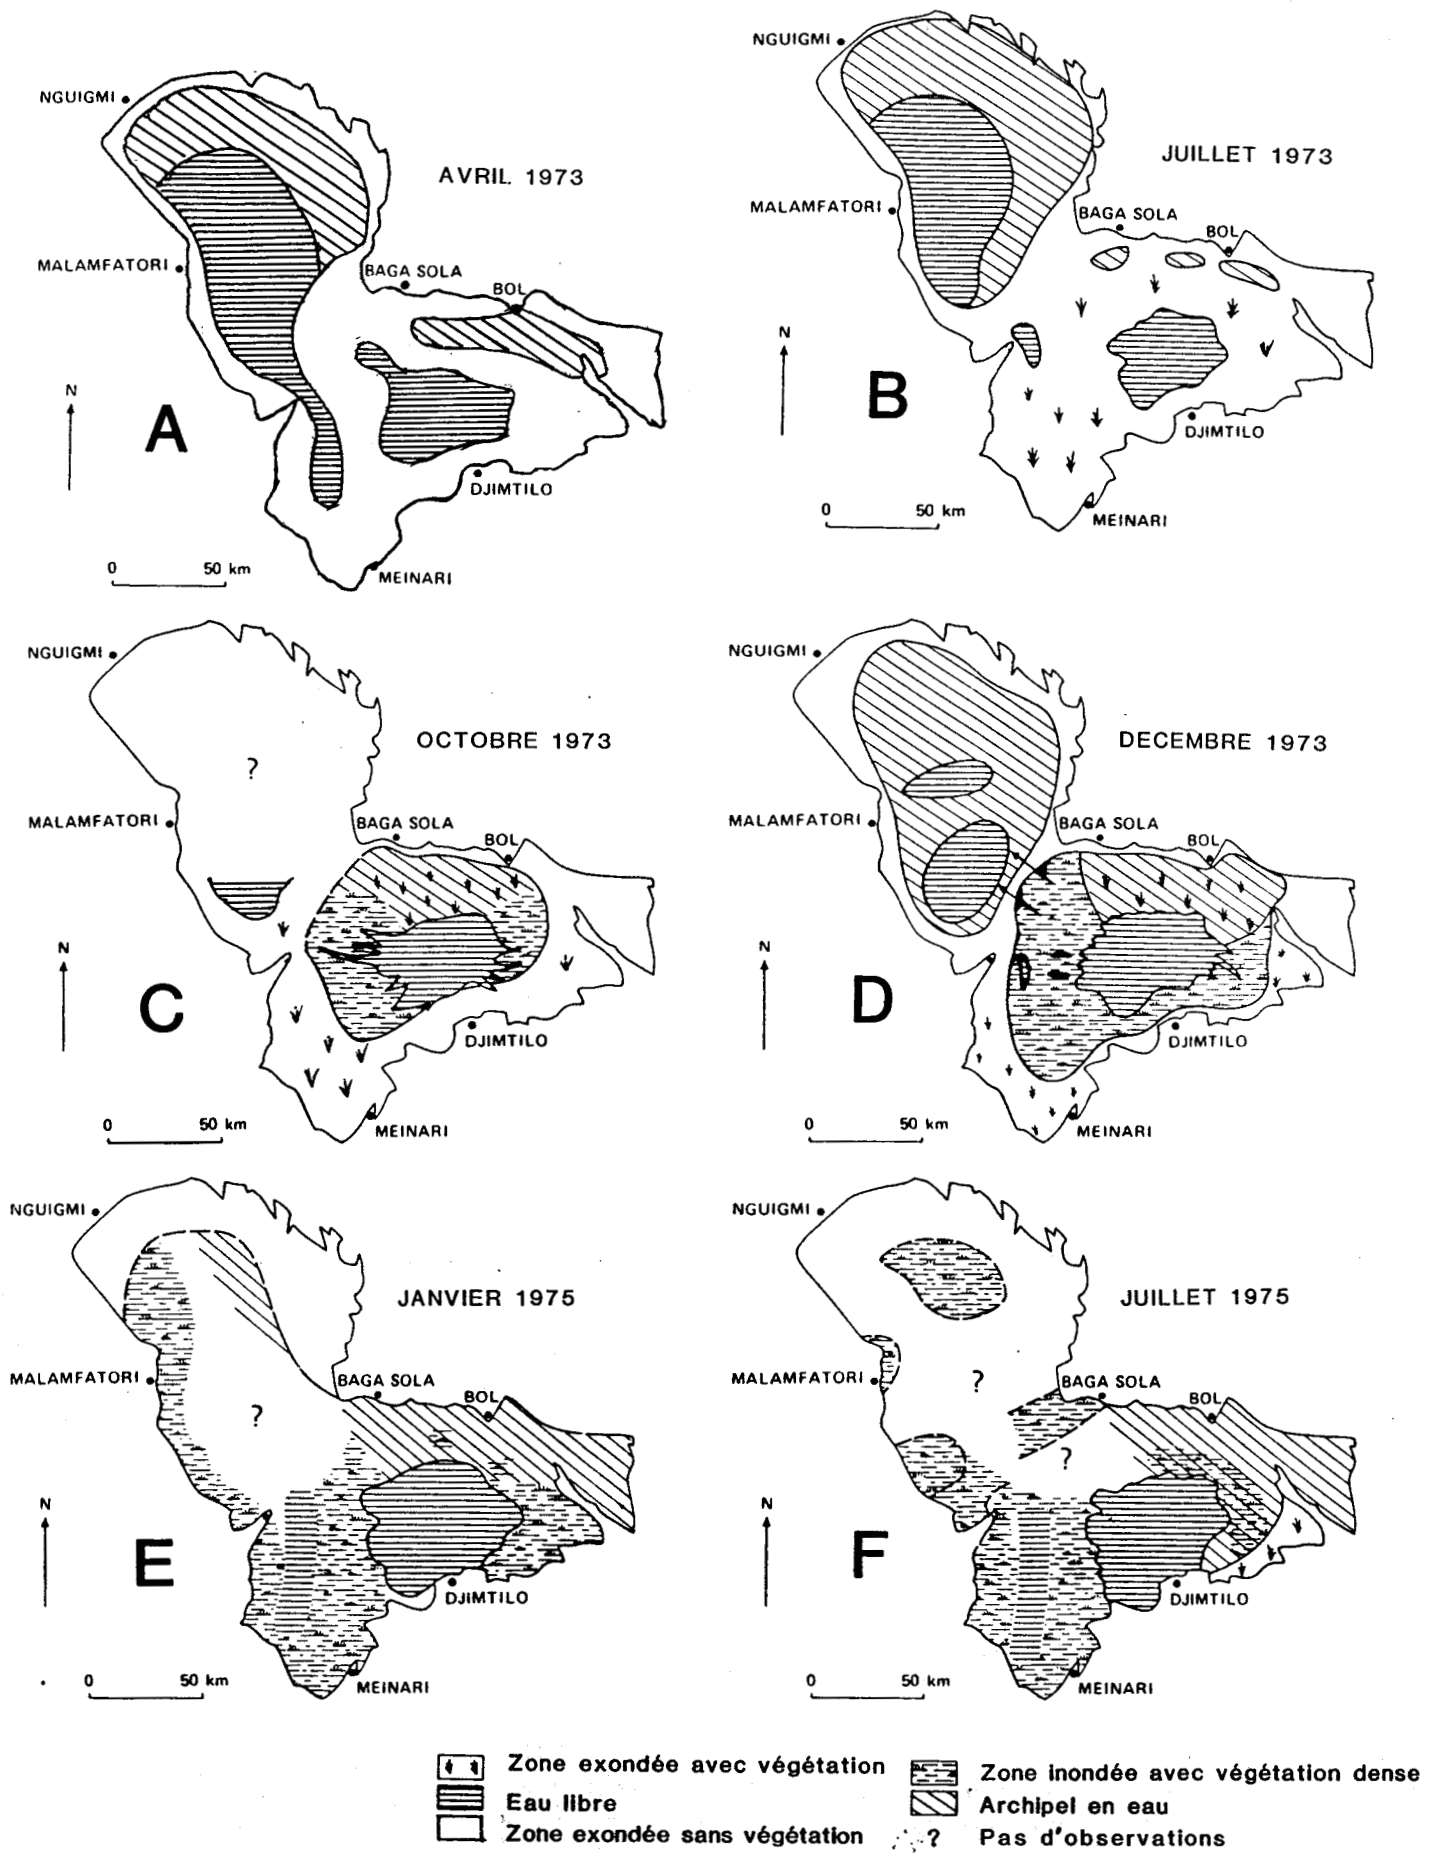 NGUIGMI
AVRIL 1973
MALAMFATORI
BAGA SOLA
BOL
N
A
DJIMTILO
0 50 km
MEINARI
NGUIGMI
JUILLET 1973
MALAMFATORI
BAGA SOLA
BOL
N
B
DJIMTILO
0 50 km
MEINARI
NGUIGMI
OCTOBRE 1973
?
MALAMFATORI
BAGA SOLA
BOL
N
C
DJIMTILO
0 50 km
MEINARI
NGUIGMI
DECEMBRE 1973
MALAMFATORI
BAGA SOLA
BOL
N
D
DJIMTILO
0 50 km
MEINARI
NGUIGMI
JANVIER 1975
MALAMFATORI
BAGA SOLA
BOL
?
N
E
DJIMTILO
0 50 km
MEINARI
NGUIGMI
JUILLET 1975
MALAMFATORI
?
BAGA SOLA
BOL
?
N
F
DJIMTILO
0 50 km
MEINARI
Zone exondée avec végétation
Eau libre
Zone exondée sans végétation
Zone inondée avec végétation dense
Archipel en eau
? Pas d'observations